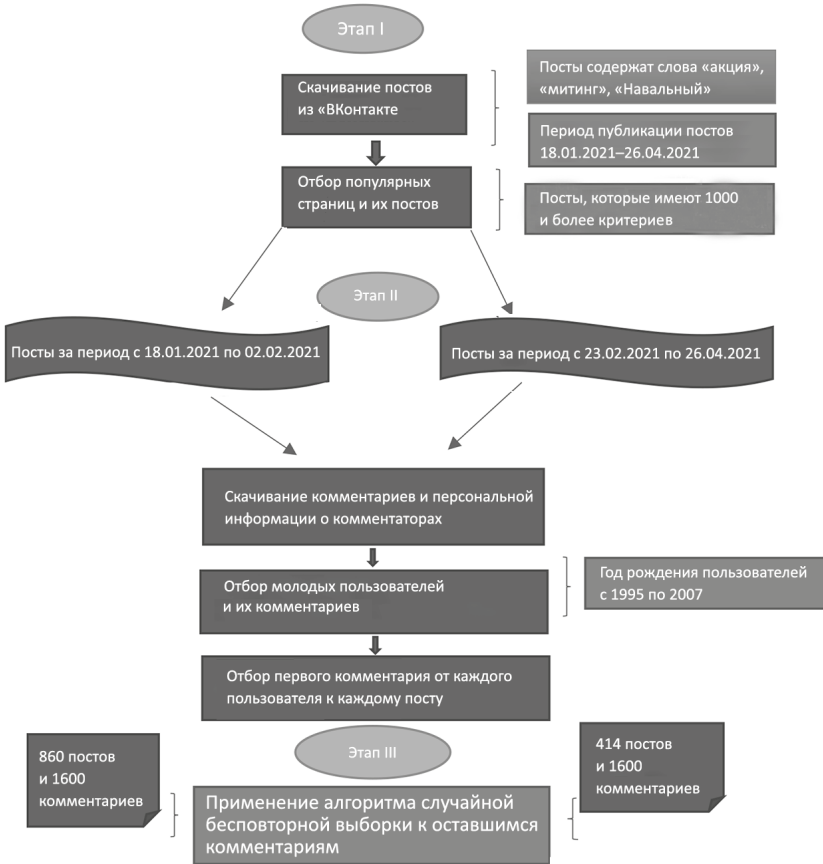 Этап I
Скачивание постов
из «ВКонтакте
Посты содержат слова «акция»,
«митинг», «Навальный»
Период публикации постов
18.01.2021–26.04.2021
Отбор популярных
страниц и их постов
Посты, которые имеют 1000
и более критериев
Этап II
Посты за период с 18.01.2021 по 02.02.2021
Посты за период с 23.02.2021 по 26.04.2021
Скачивание комментариев и персональной
информации о комментаторах
Отбор молодых пользователей
и их комментариев
Год рождения пользователей
с 1995 по 2007
Отбор первого комментария от каждого
пользователя к каждому посту
Этап III
860 постов
и 1600
комментариев
414 постов
и 1600
комментариев
Применение алгоритма случайной
бесповторной выборки к оставшимся
комментариям